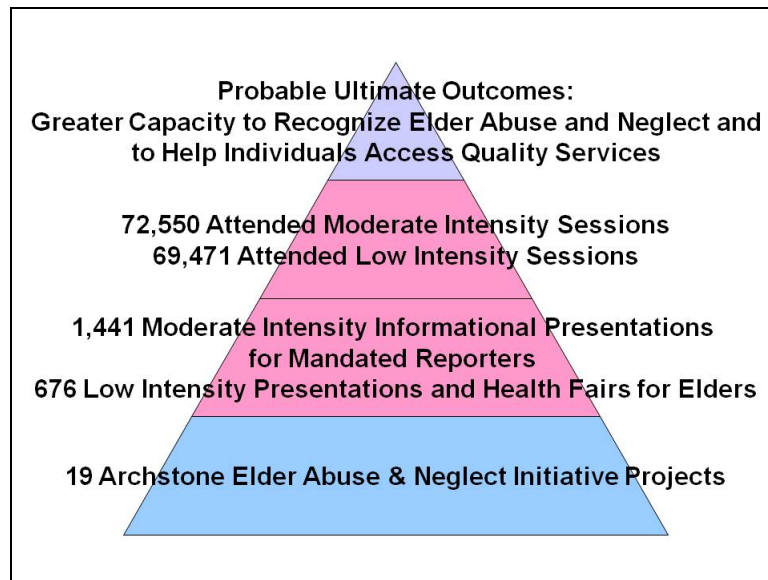 Probable Ultimate Outcomes:
Greater Capacity to Recognize Elder Abuse and Neglect and
to Help Individuals Access Quality Services
72,550 Attended Moderate Intensity Sessions
69,471 Attended Low Intensity Sessions
1,441 Moderate Intensity Informational Presentations
for Mandated Reporters
676 Low Intensity Presentations and Health Fairs for Elders
19 Archstone Elder Abuse & Neglect Initiative Projects